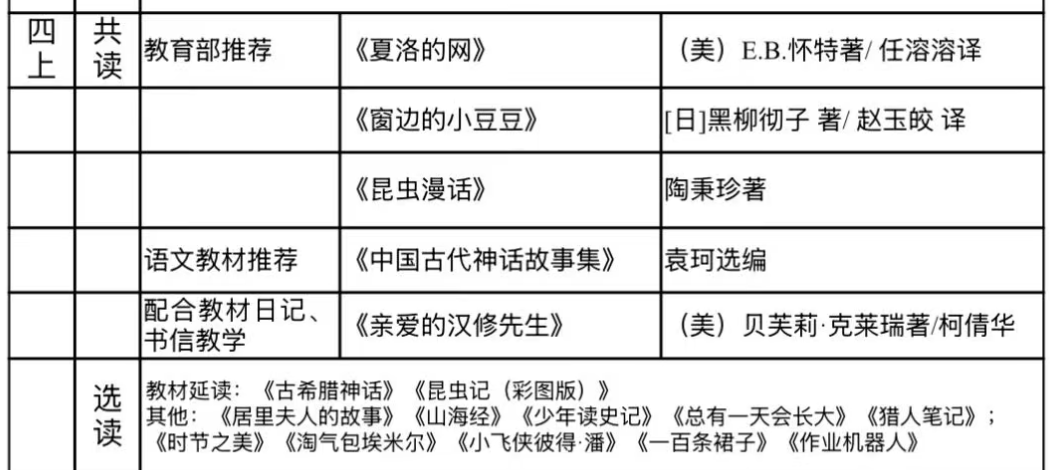 四上 共读 教育部推荐 《夏洛的网》 （美）E.B.怀特著/ 任溶溶译
《窗边的小豆豆》 [日]黑柳彻子 著/ 赵玉皎 译
《昆虫漫话》 陶秉珍著
语文教材推荐 《中国古代神话故事集》 袁珂选编
配合教材日记、
书信教学 《亲爱的汉修先生》 （美）贝芙莉·克莱瑞著/柯倩华
选读 教材延读：《古希腊神话》《昆虫记（彩图版）》
其他：《居里夫人的故事》《山海经》《少年读史记》《总有一天会长大》《猎人笔记》；
《时节之美》《淘气包埃米尔》《小飞侠彼得·潘》《一百条裙子》《作业机器人》